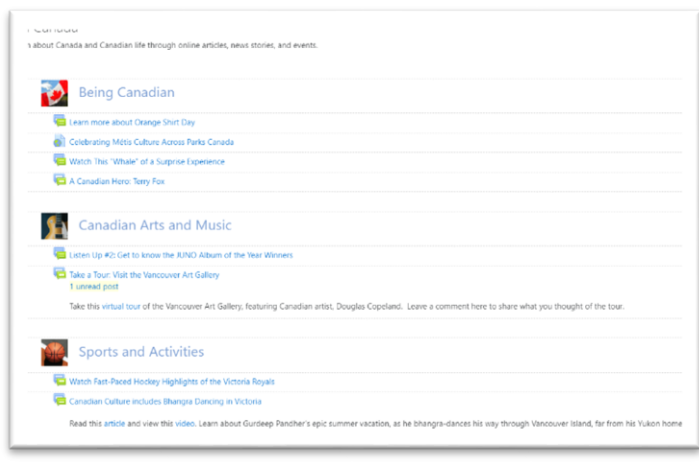 about Canada and Canadian life through online articles, news stories, and events.
Being Canadian
Learn more about Orange Shirt Day
Celebrating Métis Culture Across Parks Canada
Watch This "Whale" of a Surprise Experience
A Canadian Hero: Terry Fox
Canadian Arts and Music
Listen Up #2: Get to know the JUNO Album of the Year Winners
Take a Tour: Visit the Vancouver Art Gallery
1 unread post
Take this virtual tour of the Vancouver Art Gallery, featuring Canadian artist, Douglas Copeland. Leave a comment here to share what you thought of the tour.
Sports and Activities
Watch Fast-Paced Hockey Highlights of the Victoria Royals
Canadian Culture includes Bhangra Dancing in Victoria
Read this article and view this video. Learn about Gurdeep Pandher's epic summer vacation, as he bhangra-dances his way through Vancouver Island, far from his Yukon home